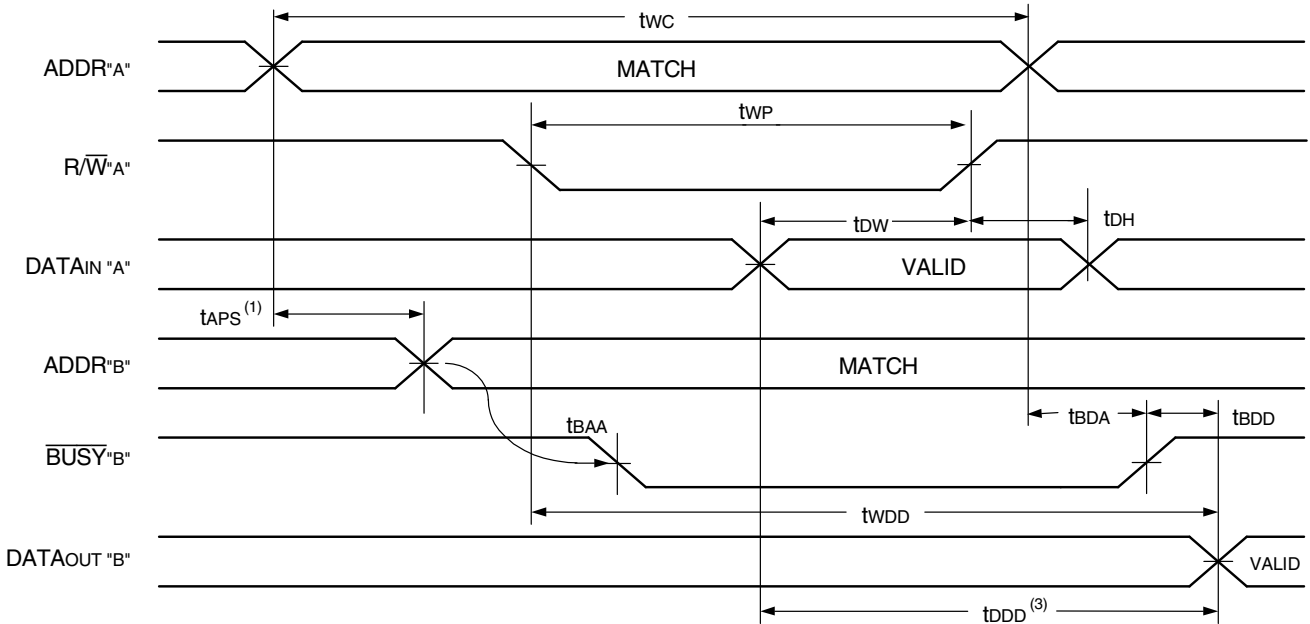 tWC
ADDR"A"
MATCH
tWP
R/W̅"A"
tDW
tDH
DATAIN "A"
VALID
tAPS (1)
ADDR"B"
MATCH
tBAA
tBDA
tBDD
B̅U̅S̅Y̅"B"
tWDD
DATAOUT "B"
VALID
tDDD (3)